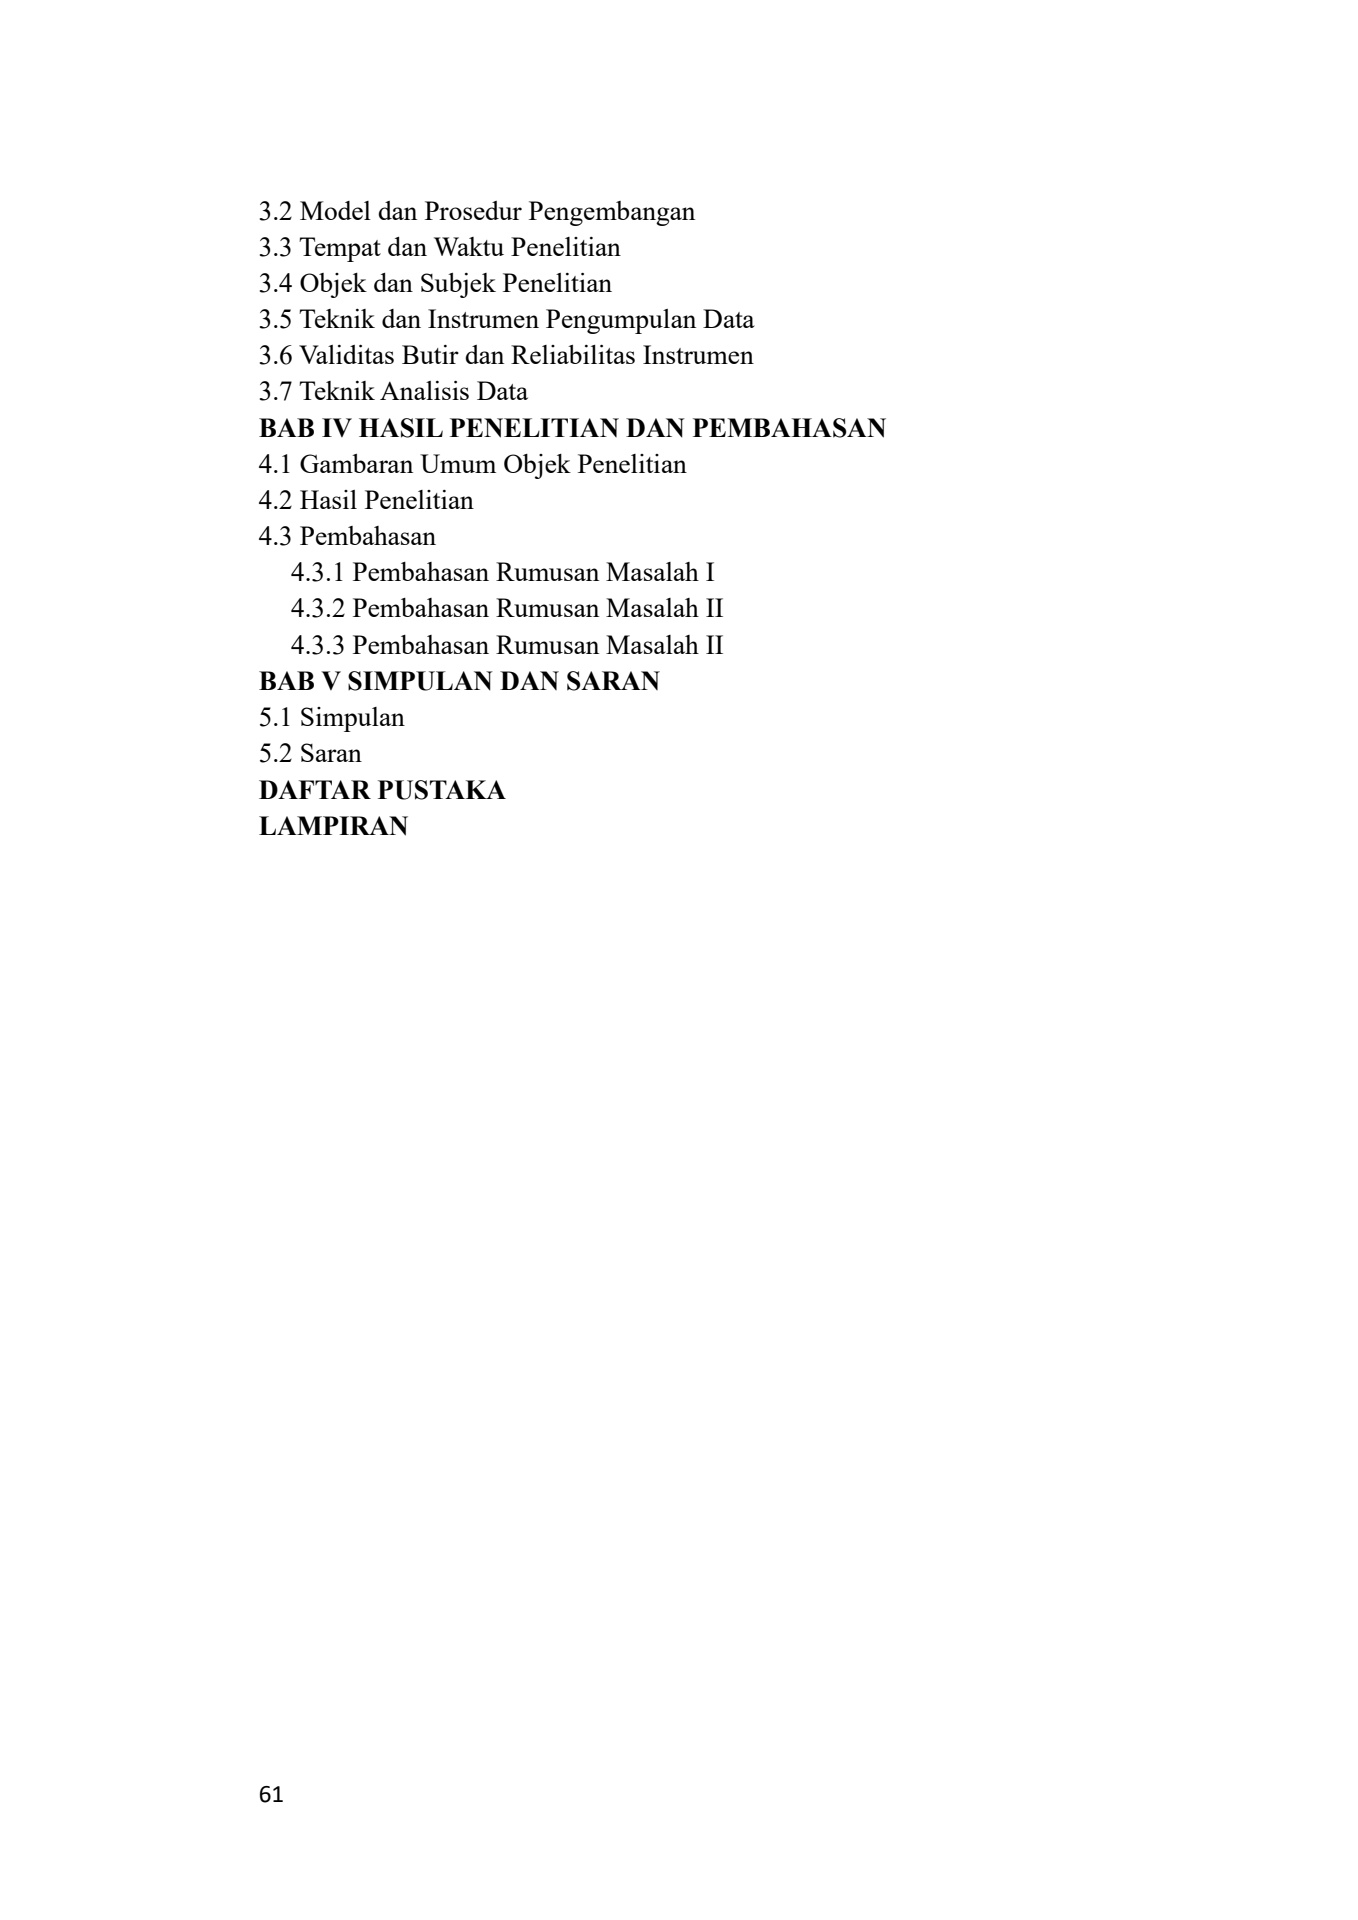 3.2 Model dan Prosedur Pengembangan
3.3 Tempat dan Waktu Penelitian
3.4 Objek dan Subjek Penelitian
3.5 Teknik dan Instrumen Pengumpulan Data
3.6 Validitas Butir dan Reliabilitas Instrumen
3.7 Teknik Analisis Data
BAB IV HASIL PENELITIAN DAN PEMBAHASAN
4.1 Gambaran Umum Objek Penelitian
4.2 Hasil Penelitian
4.3 Pembahasan
4.3.1 Pembahasan Rumusan Masalah I
4.3.2 Pembahasan Rumusan Masalah II
4.3.3 Pembahasan Rumusan Masalah II
BAB V SIMPULAN DAN SARAN
5.1 Simpulan
5.2 Saran
DAFTAR PUSTAKA
LAMPIRAN
61